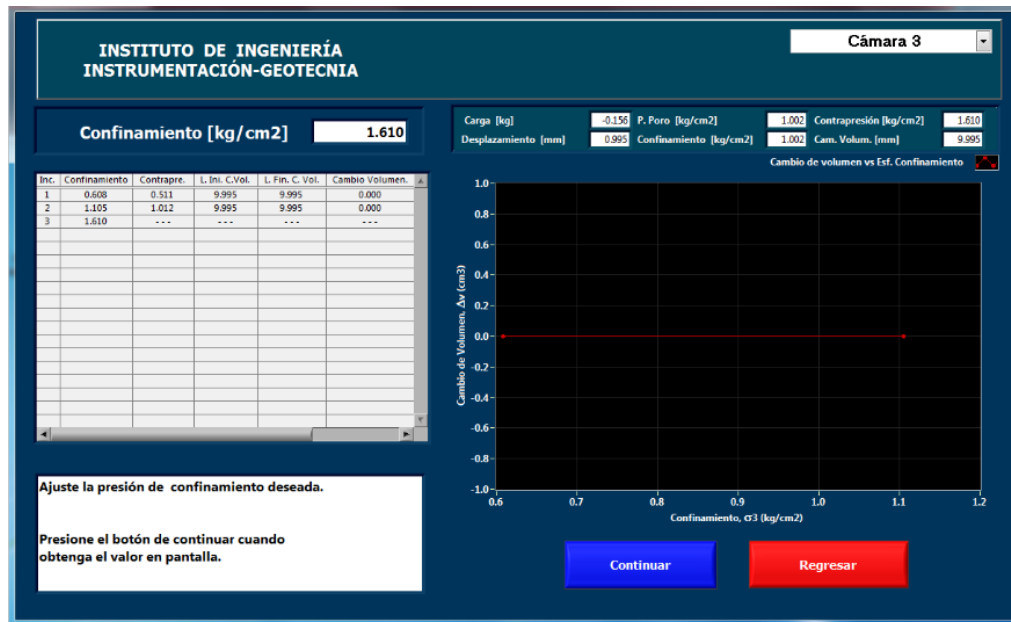 INSTITUTO DE INGENIERÍA
INSTRUMENTACIÓN-GEOTECNIA
Cámara 3
Confinamiento [kg/cm2] 1.610
Carga [kg] -0.156 P. Poro [kg/cm2] 1.002 Contrapresión [kg/cm2] 1.610
Desplazamiento [mm] 0.995 Confinamiento [kg/cm2] 1.002 Cam. Volum. [mm] 9.995
Inc. Confinamiento Contrapre. L. Ini. C.Vol. L. Fin. C. Vol. Cambio Volumen.
1 0.608 0.511 9.995 9.995 0.000
2 1.105 1.012 9.995 9.995 0.000
3 1.610 --- --- ---
Cambio de volumen vs Esf. Confinamiento
Cambio de Volumen, Δv (cm3)
1.0
0.8
0.6
0.4
0.2
0.0
-0.2
-0.4
-0.6
-0.8
-1.0
0.6 0.7 0.8 0.9 1.0 1.1 1.2
Confinamiento, σ3 (kg/cm2)
Ajuste la presión de confinamiento deseada.
Presione el botón de continuar cuando
obtenga el valor en pantalla.
Continuar Regresar